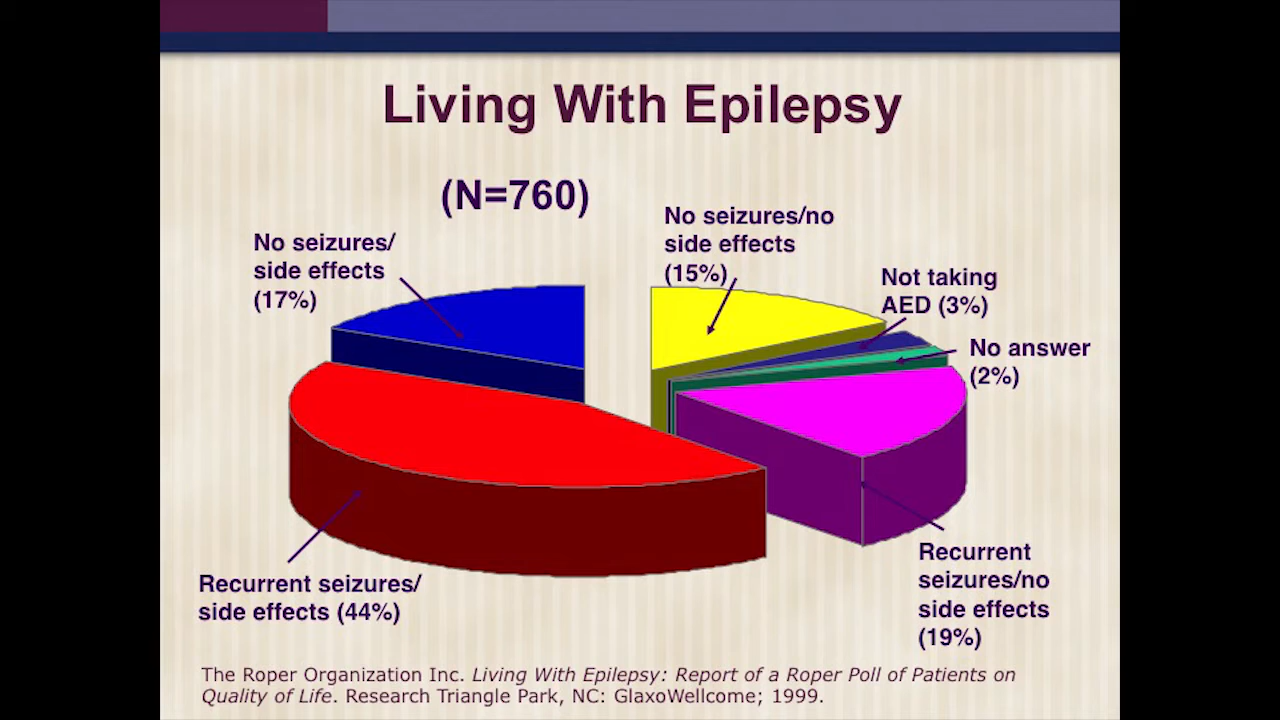 Living With Epilepsy
(N=760)
No seizures/
side effects
(17%)
No seizures/no
side effects
(15%)
Not taking
AED (3%)
No answer
(2%)
Recurrent seizures/
side effects (44%)
Recurrent
seizures/no
side effects
(19%)
The Roper Organization Inc. Living With Epilepsy: Report of a Roper Poll of Patients on
Quality of Life. Research Triangle Park, NC: GlaxoWellcome; 1999.